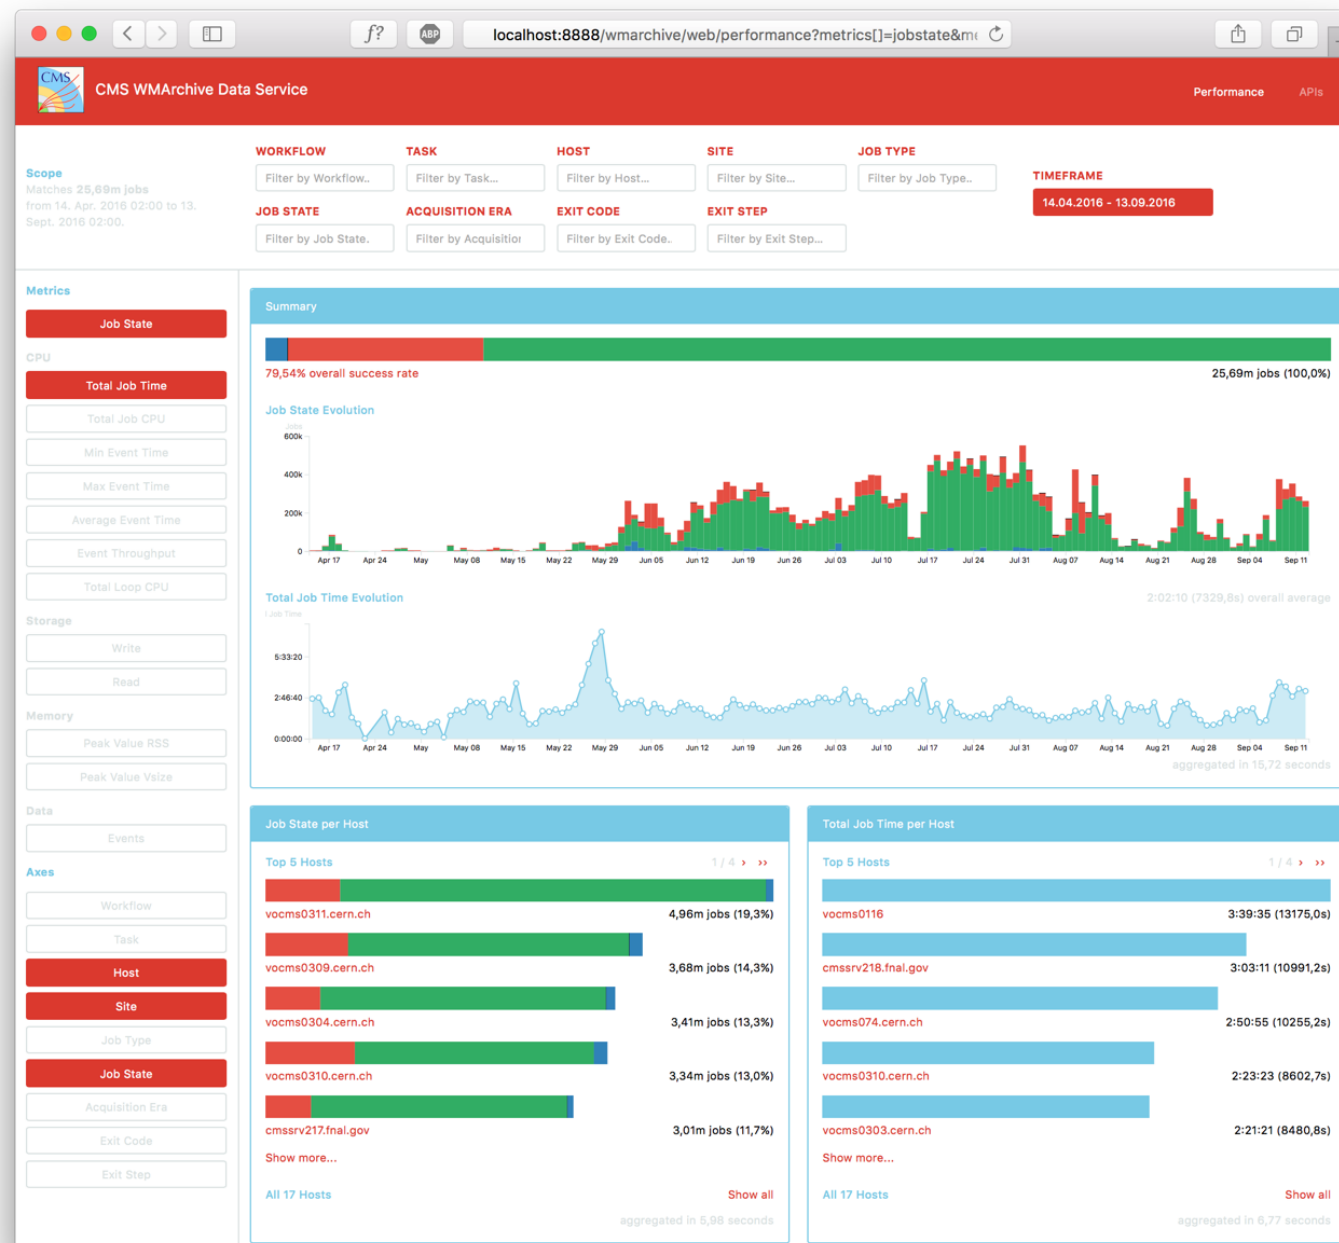 f?
ABP
localhost:8888/wmarchive/web/performance?metrics[]=jobstate&m
CMS
CMS WMArchive Data Service
Performance
APIs
Scope
Matches 25,69m jobs
from 14. Apr. 2016 02:00 to 13.
Sept. 2016 02:00.
WORKFLOW
TASK
HOST
SITE
JOB TYPE
Filter by Workflow..
Filter by Task...
Filter by Host...
Filter by Site...
Filter by Job Type..
JOB STATE
ACQUISITION ERA
EXIT CODE
EXIT STEP
Filter by Job State.
Filter by Acquisitior
Filter by Exit Code..
Filter by Exit Step...
TIMEFRAME
14.04.2016 - 13.09.2016
Metrics
Job State
CPU
Total Job Time
Total Job CPU
Min Event Time
Max Event Time
Average Event Time
Event Throughput
Total Loop CPU
Storage
Write
Read
Memory
Peak Value RSS
Peak Value Vsize
Data
Events
Axes
Workflow
Task
Host
Site
Job Type
Job State
Acquisition Era
Exit Code
Exit Step
Summary
79,54% overall success rate
25,69m jobs (100,0%)
Job State Evolution
Jobs
600k
400k
200k
0
Apr 17 Apr 24 May May 08 May 15 May 22 May 29 Jun 05 Jun 12 Jun 19 Jun 26 Jul 03 Jul 10 Jul 17 Jul 24 Jul 31 Aug 07 Aug 14 Aug 21 Aug 28 Sep 04 Sep 11
Total Job Time Evolution
2:02:10 (7329,8s) overall average
l Job Time
5:33:20
2:46:40
0:00:00
Apr 17 Apr 24 May May 08 May 15 May 22 May 29 Jun 05 Jun 12 Jun 19 Jun 26 Jul 03 Jul 10 Jul 17 Jul 24 Jul 31 Aug 07 Aug 14 Aug 21 Aug 28 Sep 04 Sep 11
aggregated in 15,72 seconds
Job State per Host
Top 5 Hosts
1 / 4 › ››
vocms0311.cern.ch
4,96m jobs (19,3%)
vocms0309.cern.ch
3,68m jobs (14,3%)
vocms0304.cern.ch
3,41m jobs (13,3%)
vocms0310.cern.ch
3,34m jobs (13,0%)
cmssrv217.fnal.gov
3,01m jobs (11,7%)
Show more...
All 17 Hosts
Show all
aggregated in 5,98 seconds
Total Job Time per Host
Top 5 Hosts
1 / 4 › ››
vocms0116
3:39:35 (13175,0s)
cmssrv218.fnal.gov
3:03:11 (10991,2s)
vocms074.cern.ch
2:50:55 (10255,2s)
vocms0310.cern.ch
2:23:23 (8602,7s)
vocms0303.cern.ch
2:21:21 (8480,8s)
Show more...
All 17 Hosts
Show all
aggregated in 6,77 seconds